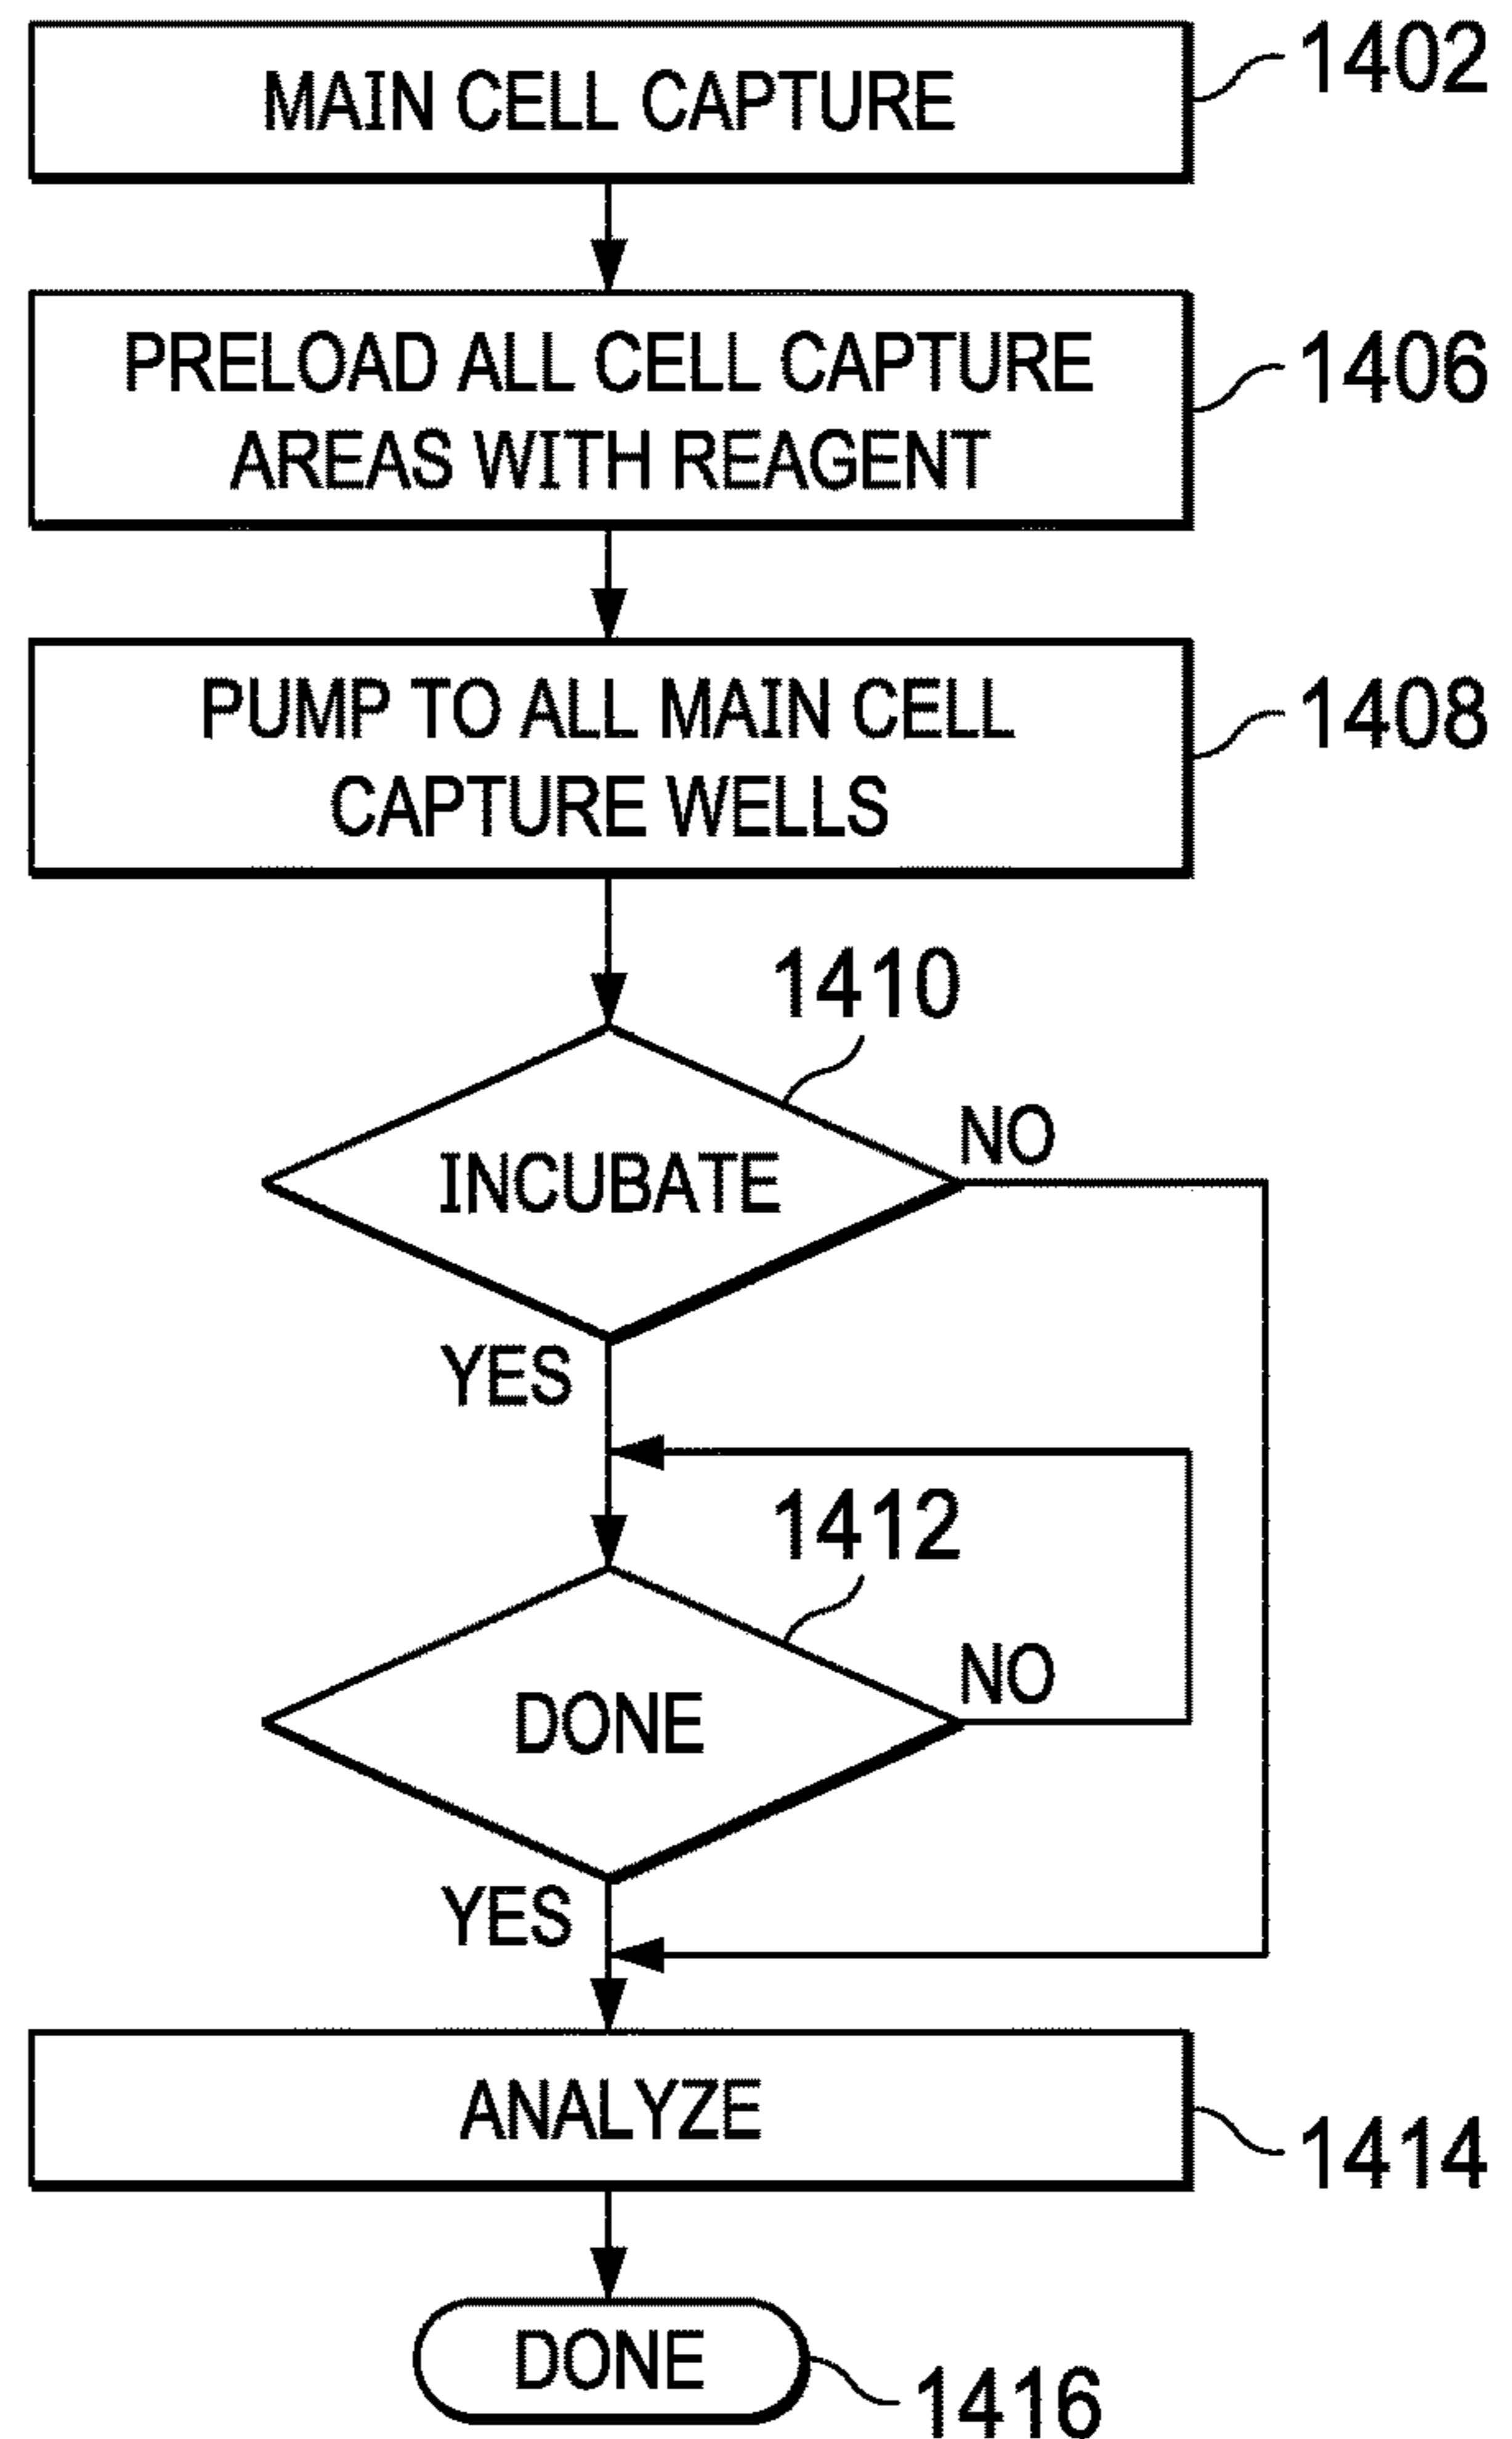 MAIN CELL CAPTURE
1402
PRELOAD ALL CELL CAPTURE
AREAS WITH REAGENT
1406
PUMP TO ALL MAIN CELL
CAPTURE WELLS
1408
1410
INCUBATE
NO
YES
1412
DONE
NO
YES
ANALYZE
1414
DONE
1416